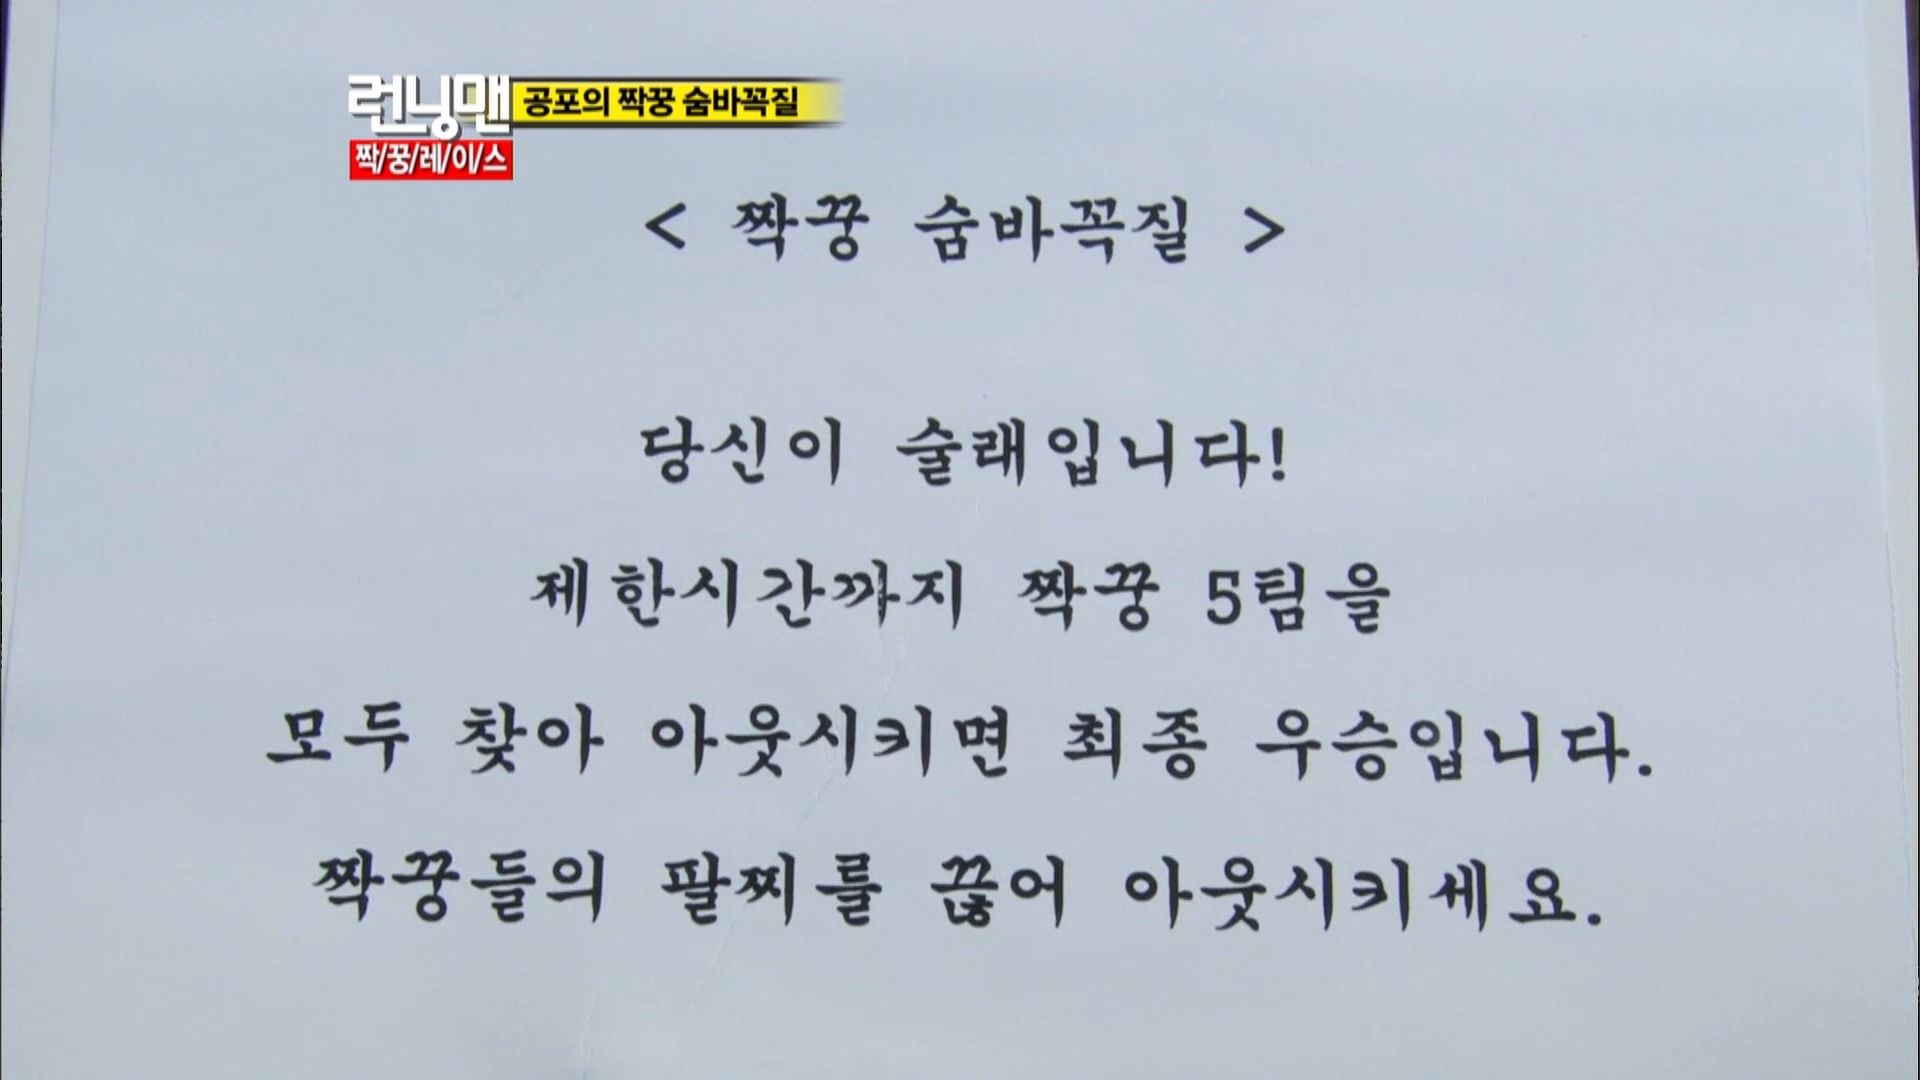 런닝맨 공포의 짝꿍 숨바꼭질
짝/꿍/레/이/스
< 짝꿍 숨바꼭질 >
당신이 술래입니다!
제한시간까지 짝꿍 5팀을
모두 찾아 아웃시키면 최종 우승입니다.
짝꿍들의 팔찌를 끊어 아웃시키세요.